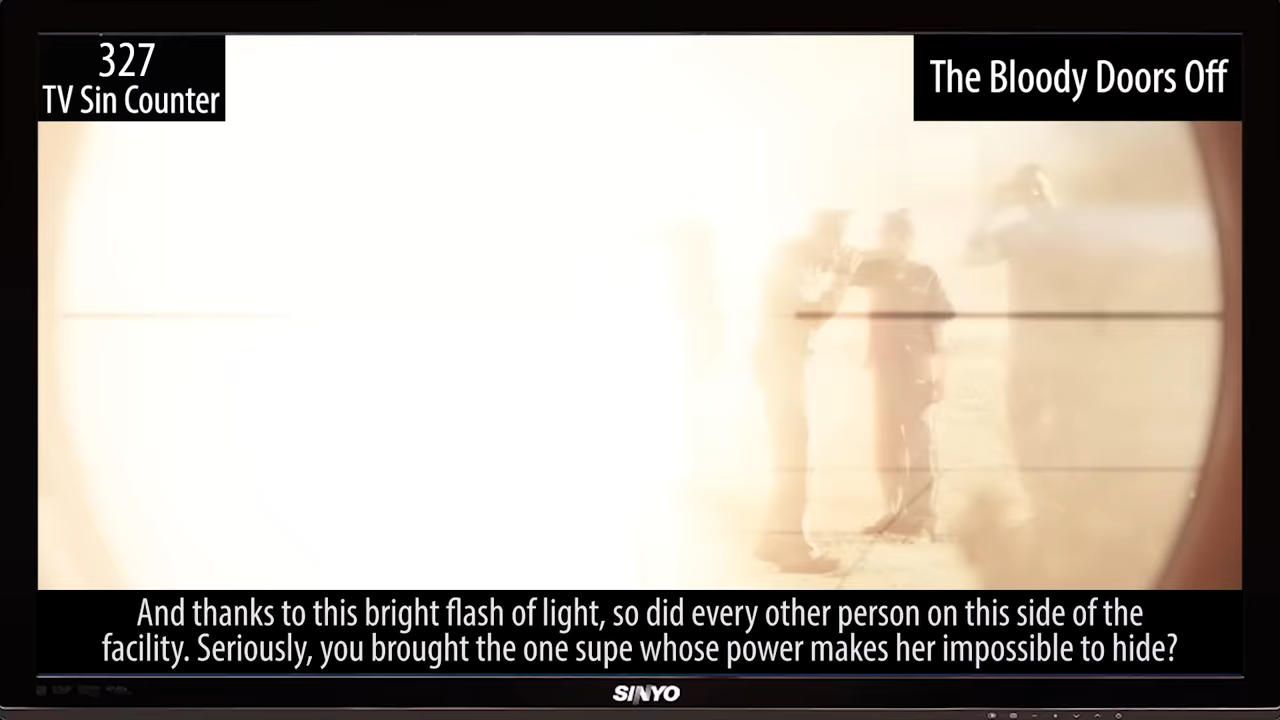 327
TV Sin Counter
The Bloody Doors Off
And thanks to this bright flash of light, so did every other person on this side of the
facility. Seriously, you brought the one supe whose power makes her impossible to hide?
SINYO